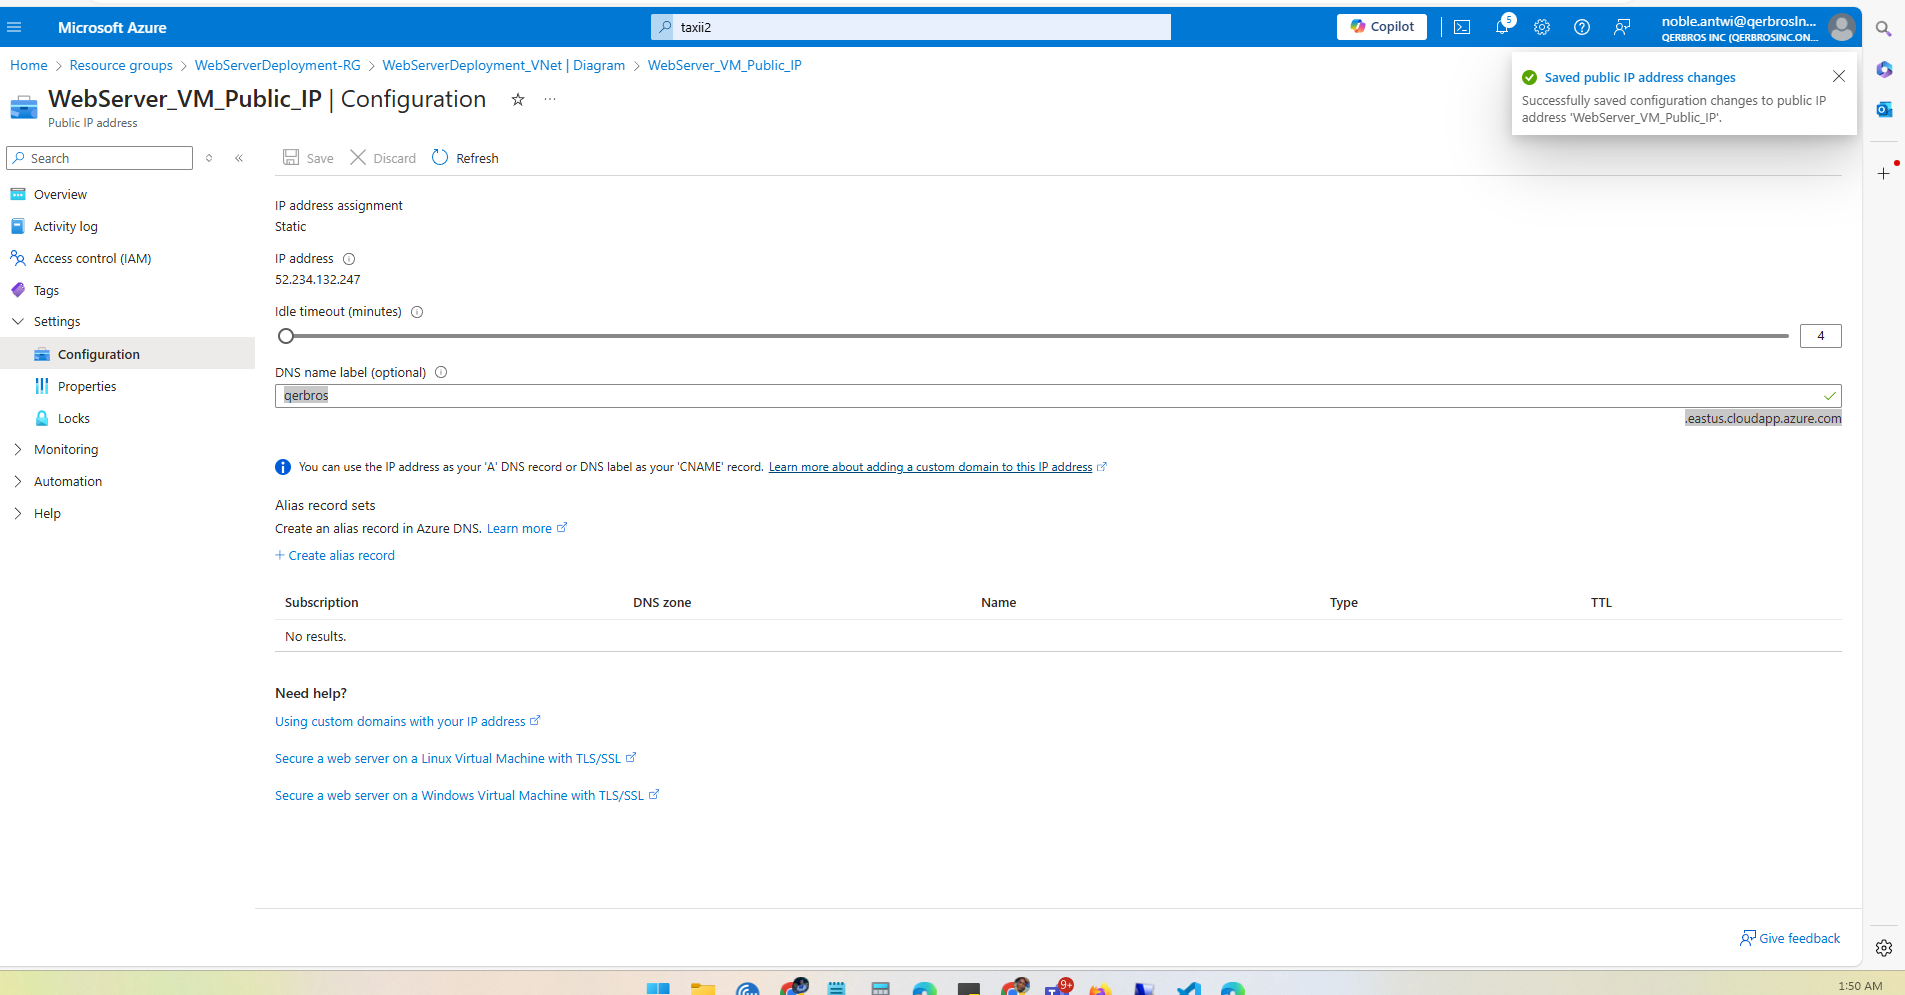 Microsoft Azure
taxii2
Copilot
5
noble.antwi@qerbrosIn...
QERBROS INC (QERBROSINC.ON...
Home > Resource groups > WebServerDeployment-RG > WebServerDeployment_VNet | Diagram > WebServer_VM_Public_IP
WebServer_VM_Public_IP | Configuration
Public IP address
Saved public IP address changes
Successfully saved configuration changes to public IP
address 'WebServer_VM_Public_IP'.
Search
Save
Discard
Refresh
Overview
Activity log
Access control (IAM)
Tags
Settings
Configuration
Properties
Locks
Monitoring
Automation
Help
IP address assignment
Static
IP address
52.234.132.247
Idle timeout (minutes)
4
DNS name label (optional)
qerbros
.eastus.cloudapp.azure.com
You can use the IP address as your 'A' DNS record or DNS label as your 'CNAME' record. Learn more about adding a custom domain to this IP address
Alias record sets
Create an alias record in Azure DNS. Learn more
+ Create alias record
Subscription DNS zone Name Type TTL
No results.
Need help?
Using custom domains with your IP address
Secure a web server on a Linux Virtual Machine with TLS/SSL
Secure a web server on a Windows Virtual Machine with TLS/SSL
Give feedback
9+
1:50 AM